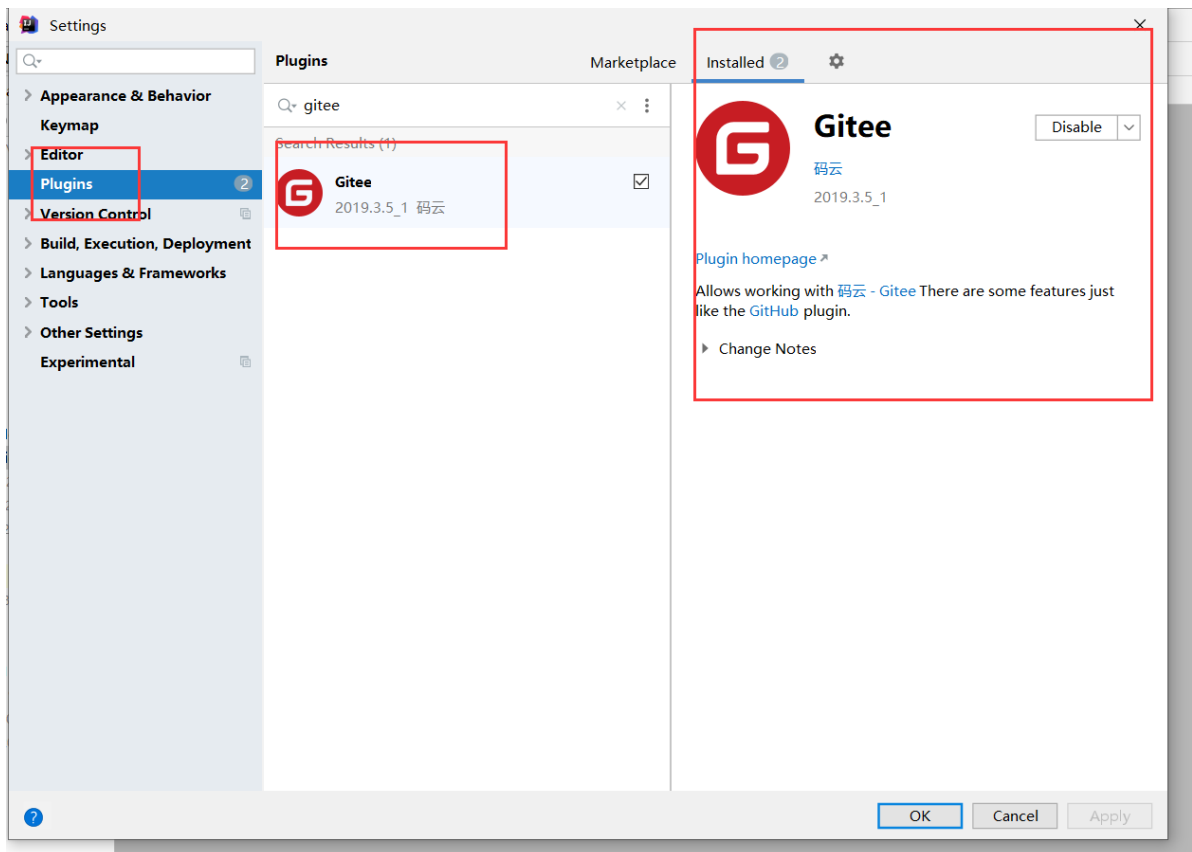 Settings
Plugins
Marketplace
Installed 2
Appearance & Behavior
Keymap
Editor
Plugins 2
Version Control
Build, Execution, Deployment
Languages & Frameworks
Tools
Other Settings
Experimental
gitee
Search Results (1)
Gitee
2019.3.5_1 码云
Gitee
Disable
码云
2019.3.5_1
Plugin homepage
Allows working with 码云 - Gitee There are some features just
like the GitHub plugin.
Change Notes
?
OK
Cancel
Apply